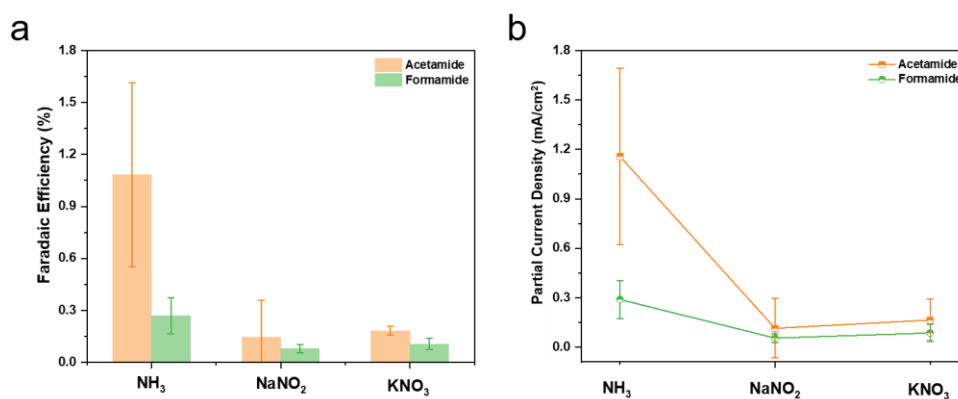 a
1.8
1.5
1.2
0.9
0.6
0.3
0.0
Faradaic Efficiency (%)
Acetamide
Formamide
NH₃
NaNO₂
KNO₃
b
1.8
1.5
1.2
0.9
0.6
0.3
0.0
Partial Current Density (mA/cm²)
Acetamide
Formamide
NH₃
NaNO₂
KNO₃